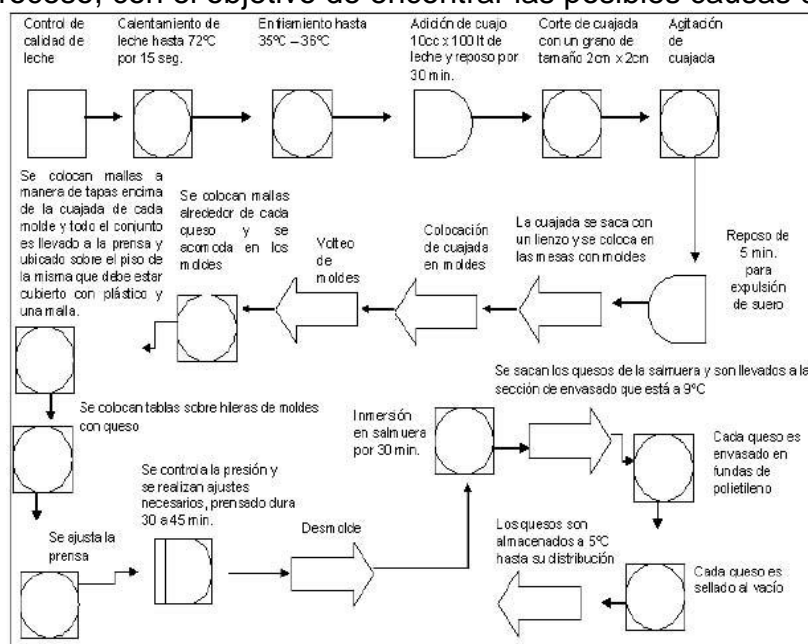 roceso, con el objetivo de encontrar las posibles causas
Control de
calidad de
leche
Calentamiento de
leche hasta 72ºC
por 15 seg.
Enfriamiento hasta
35ºC – 36ºC
Adición de cuajo
10cc x 100 lt de
leche y reposo por
30 min.
Corte de cuajada
con un grano de
tamaño 2cm x 2cm
Agitación
de
cuajada
Se colocan mallas a
manera de tapas encima
de la cuajada de cada
molde y todo el conjunto
es llevado a la prensa y
ubicado sobre el piso de
la misma que debe estar
cubierto con plástico y
una malla.
Se colocan mallas
alrededor de cada
queso y se
acomoda en los
moldes
Volteo
de
moldes
Colocación
de cuajada
en moldes
La cuajada se saca con
un lienzo y se coloca en
las mesas con moldes
Reposo de
5 min.
para
expulsión
de suero
Se colocan tablas sobre hileras de moldes
con queso
Se ajusta la
prensa
Se controla la presión y
se realizan ajustes
necesarios, prensado dura
30 a 45 min.
Desmolde
Inmersión
en salmuera
por 30 min.
Se sacan los quesos de la salmuera y son llevados a la
sección de envasado que está a 9ºC
Cada queso es
envasado en
fundas de
polietileno
Cada queso es
sellado al vacío
Los quesos son
almacenados a 5ºC
hasta su distribución